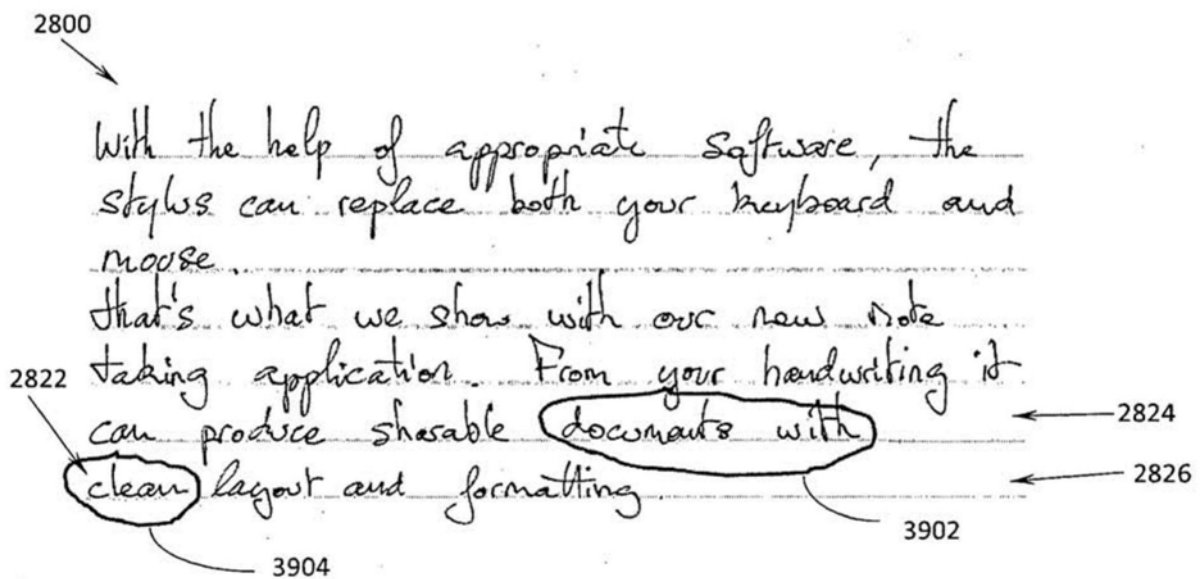 2800
With the help of appropriate software, the
stylus can replace both your keyboard and
mouse.
that's what we show with our new note
taking application. From your handwriting it
2822
can produce sharable documents with
2824
clean layout and formatting.
2826
3902
3904